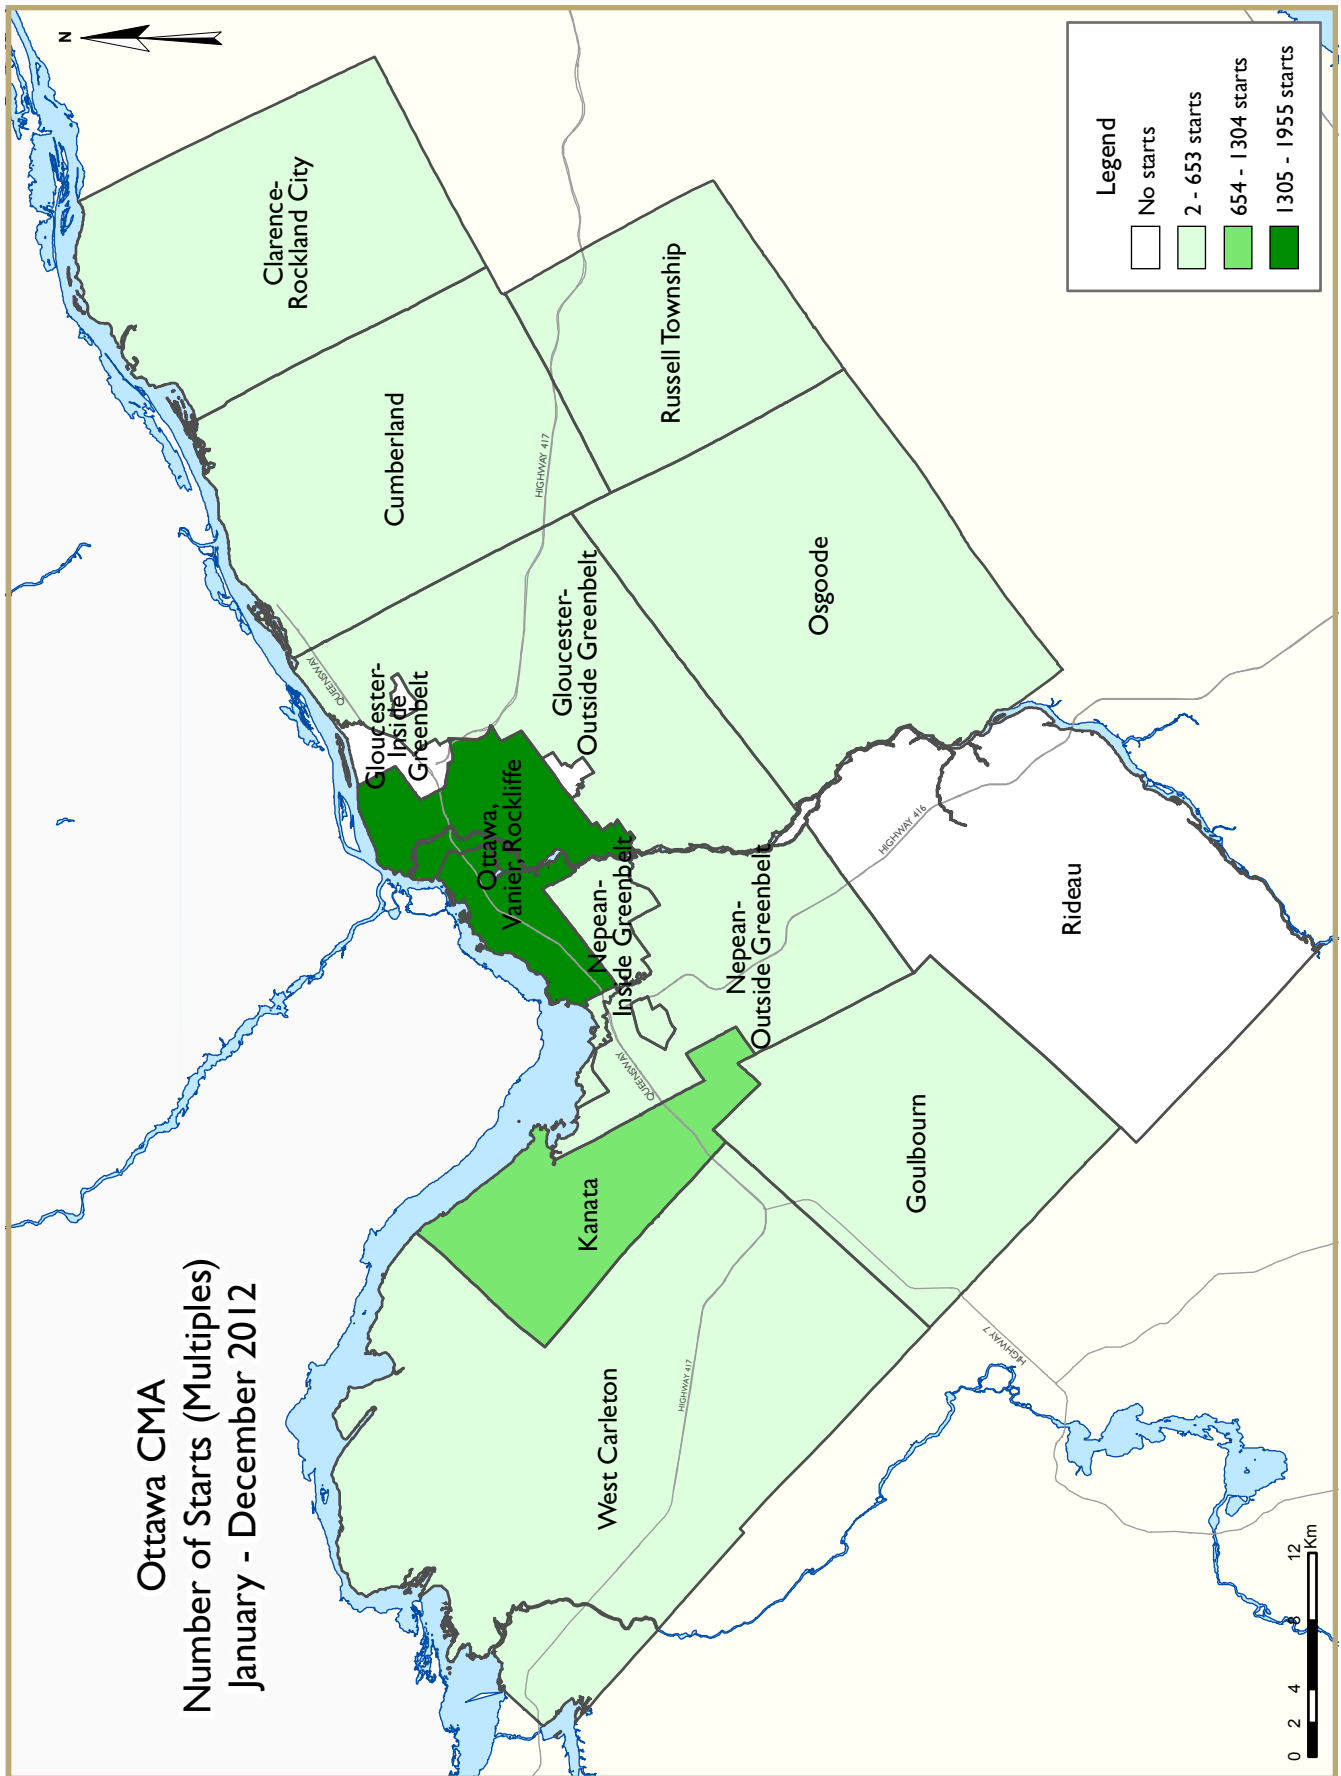 Ottawa CMA
Number of Starts (Multiples)
January - December 2012
N
Clarence-
Rockland City
Cumberland
Russell Township
HIGHWAY 417
QUEENSWAY
Gloucester-
Inside
Greenbelt
Gloucester-
Outside Greenbelt
Osgoode
Ottawa,
Vanier, Rockliffe
Nepean-
Inside Greenbelt
Nepean-
Outside Greenbelt
HIGHWAY 416
Rideau
QUEENSWAY
Kanata
Goulbourn
West Carleton
HIGHWAY 417
HIGHWAY 7
Legend
No starts
2 - 653 starts
654 - 1304 starts
1305 - 1955 starts
0 2 4 8 12
Km